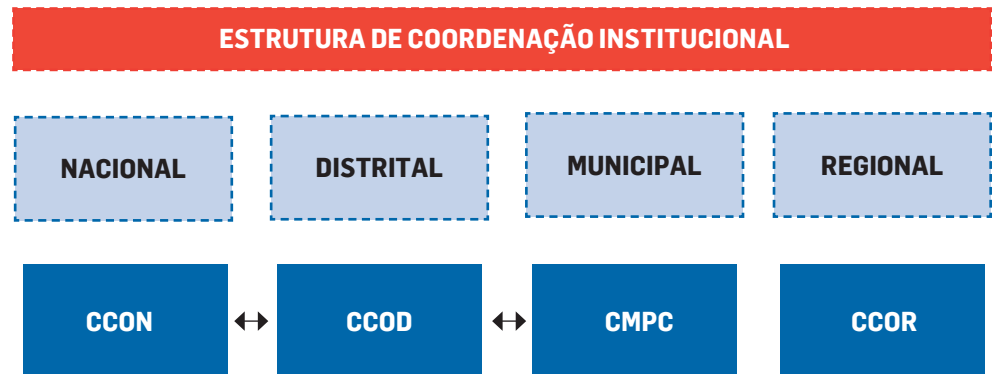 ESTRUTURA DE COORDENAÇÃO INSTITUCIONAL
NACIONAL DISTRITAL MUNICIPAL REGIONAL
CCON CCOD CMPC CCOR